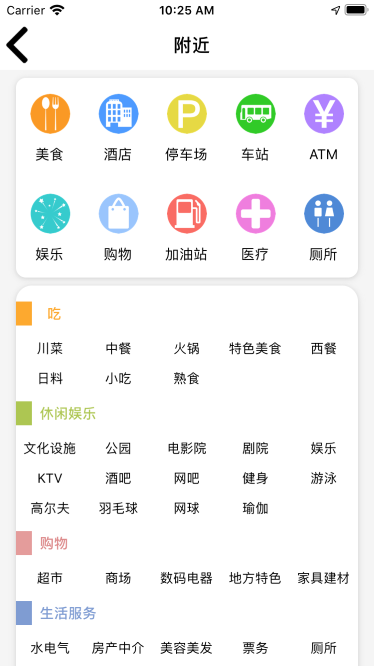 Carrier 10:25 AM
附近
美食 酒店 停车场 车站 ATM
娱乐 购物 加油站 医疗 厕所
吃
川菜 中餐 火锅 特色美食 西餐
日料 小吃 熟食
休闲娱乐
文化设施 公园 电影院 剧院 娱乐
KTV 酒吧 网吧 健身 游泳
高尔夫 羽毛球 网球 瑜伽
购物
超市 商场 数码电器 地方特色 家具建材
生活服务
水电气 房产中介 美容美发 票务 厕所